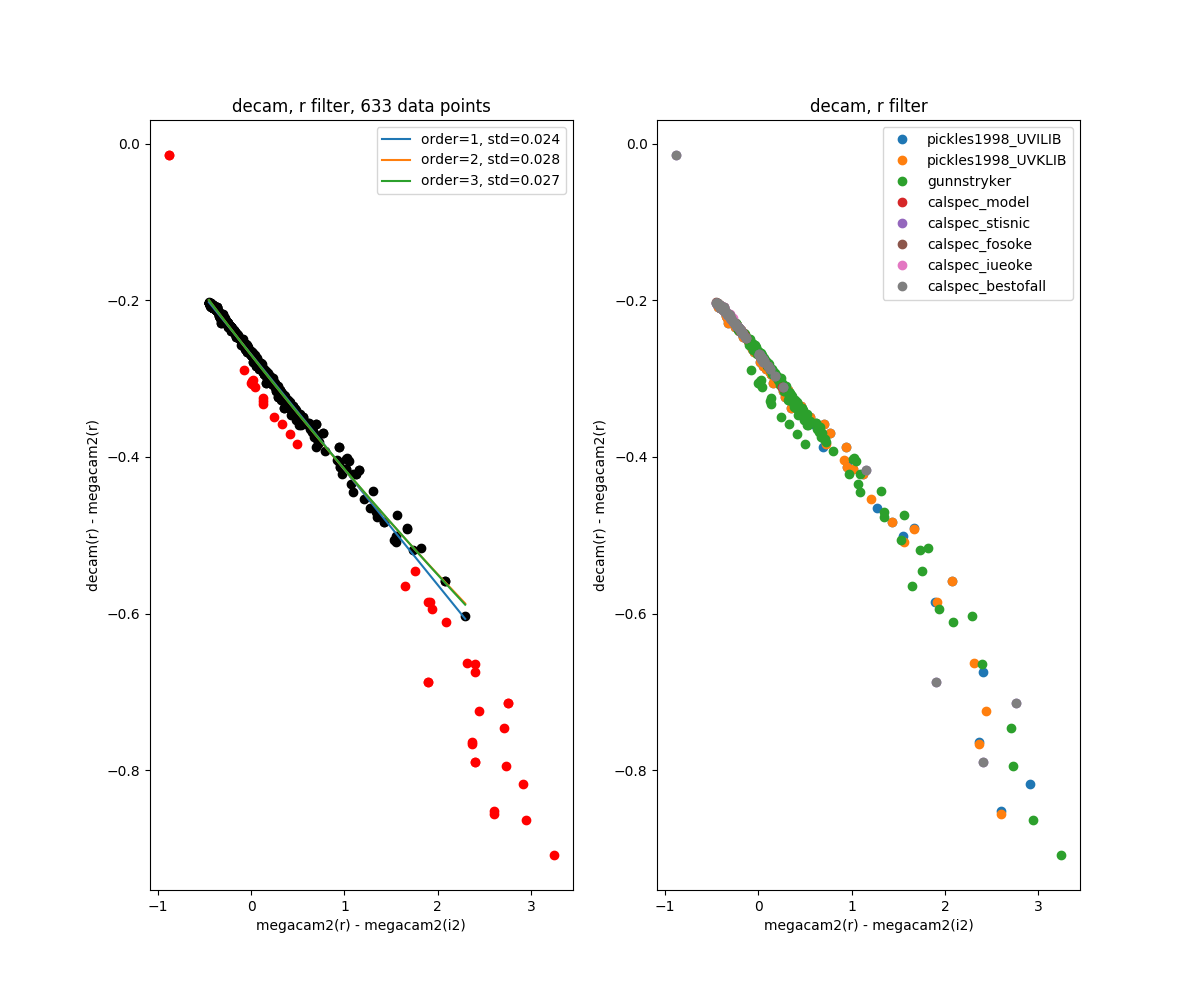 decam, r filter, 633 data points
order=1, std=0.024
order=2, std=0.028
order=3, std=0.027
0.0
−0.2
−0.4
−0.6
−0.8
decam(r) - megacam2(r)
−1
0
1
2
3
megacam2(r) - megacam2(i2)
decam, r filter
pickles1998_UVILIB
pickles1998_UVKLIB
gunnstryker
calspec_model
calspec_stisnic
calspec_fosoke
calspec_iueoke
calspec_bestofall
0.0
−0.2
−0.4
−0.6
−0.8
decam(r) - megacam2(r)
−1
0
1
2
3
megacam2(r) - megacam2(i2)